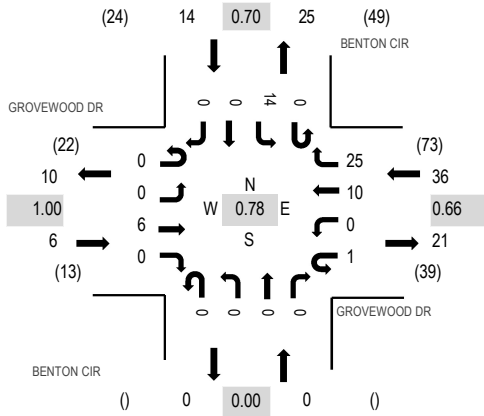 (24) 14 0.70 25 (49)
BENTON CIR
GROVEWOOD DR
0 0 14 0
(22) (73)
0 25
10 36
0 10
N
1.00 W 0.78 E 0.66
6 0
S
6 21
0 1
(13) (39)
0 0 0 0
GROVEWOOD DR
BENTON CIR
() 0 0.00 0 ()